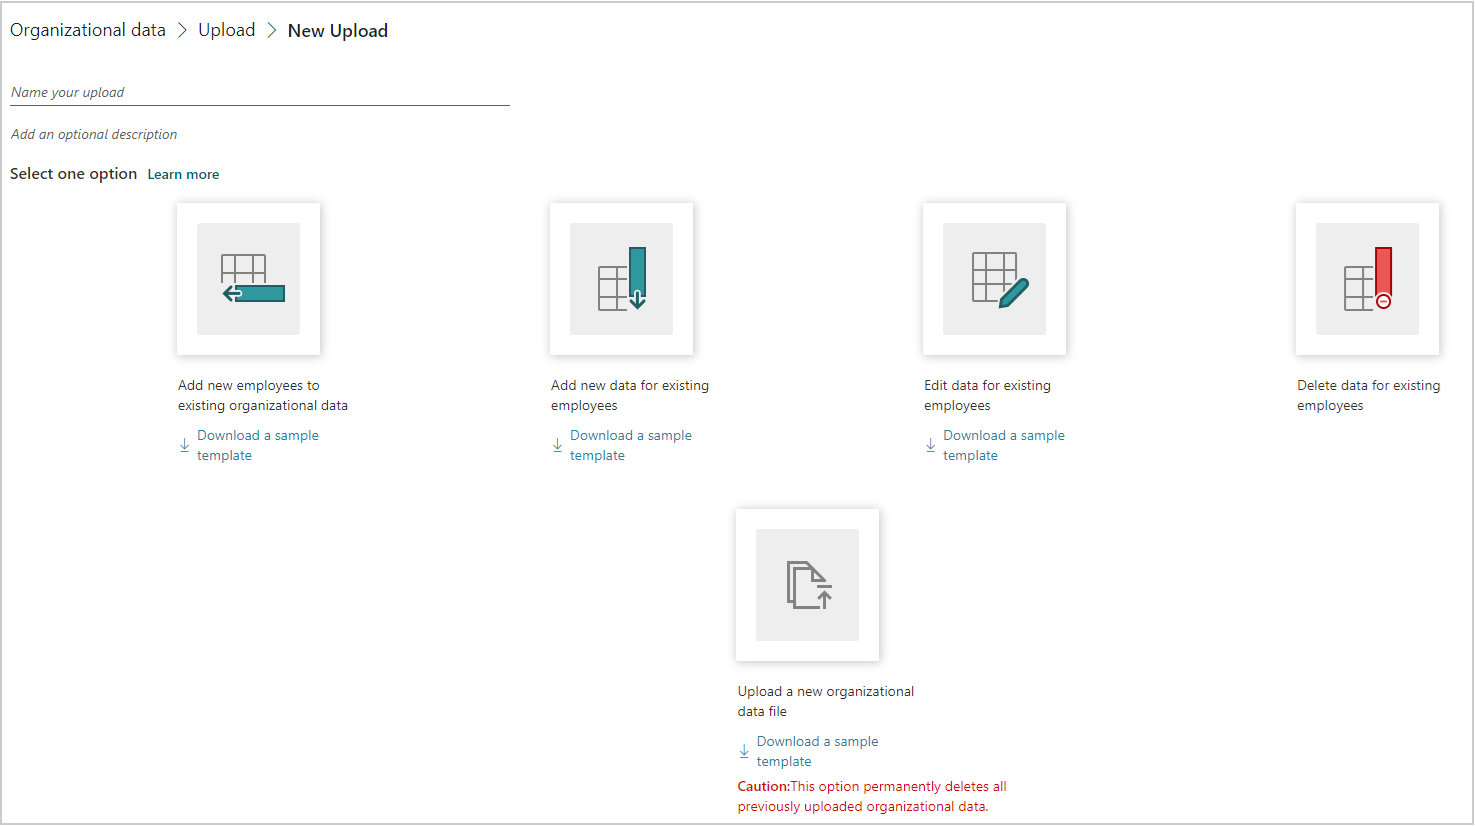 Organizational data > Upload > New Upload
Name your upload
Add an optional description
Select one option Learn more
Add new employees to
existing organizational data
Download a sample
template
Add new data for existing
employees
Download a sample
template
Edit data for existing
employees
Download a sample
template
Delete data for existing
employees
Upload a new organizational
data file
Download a sample
template
Caution:This option permanently deletes all
previously uploaded organizational data.